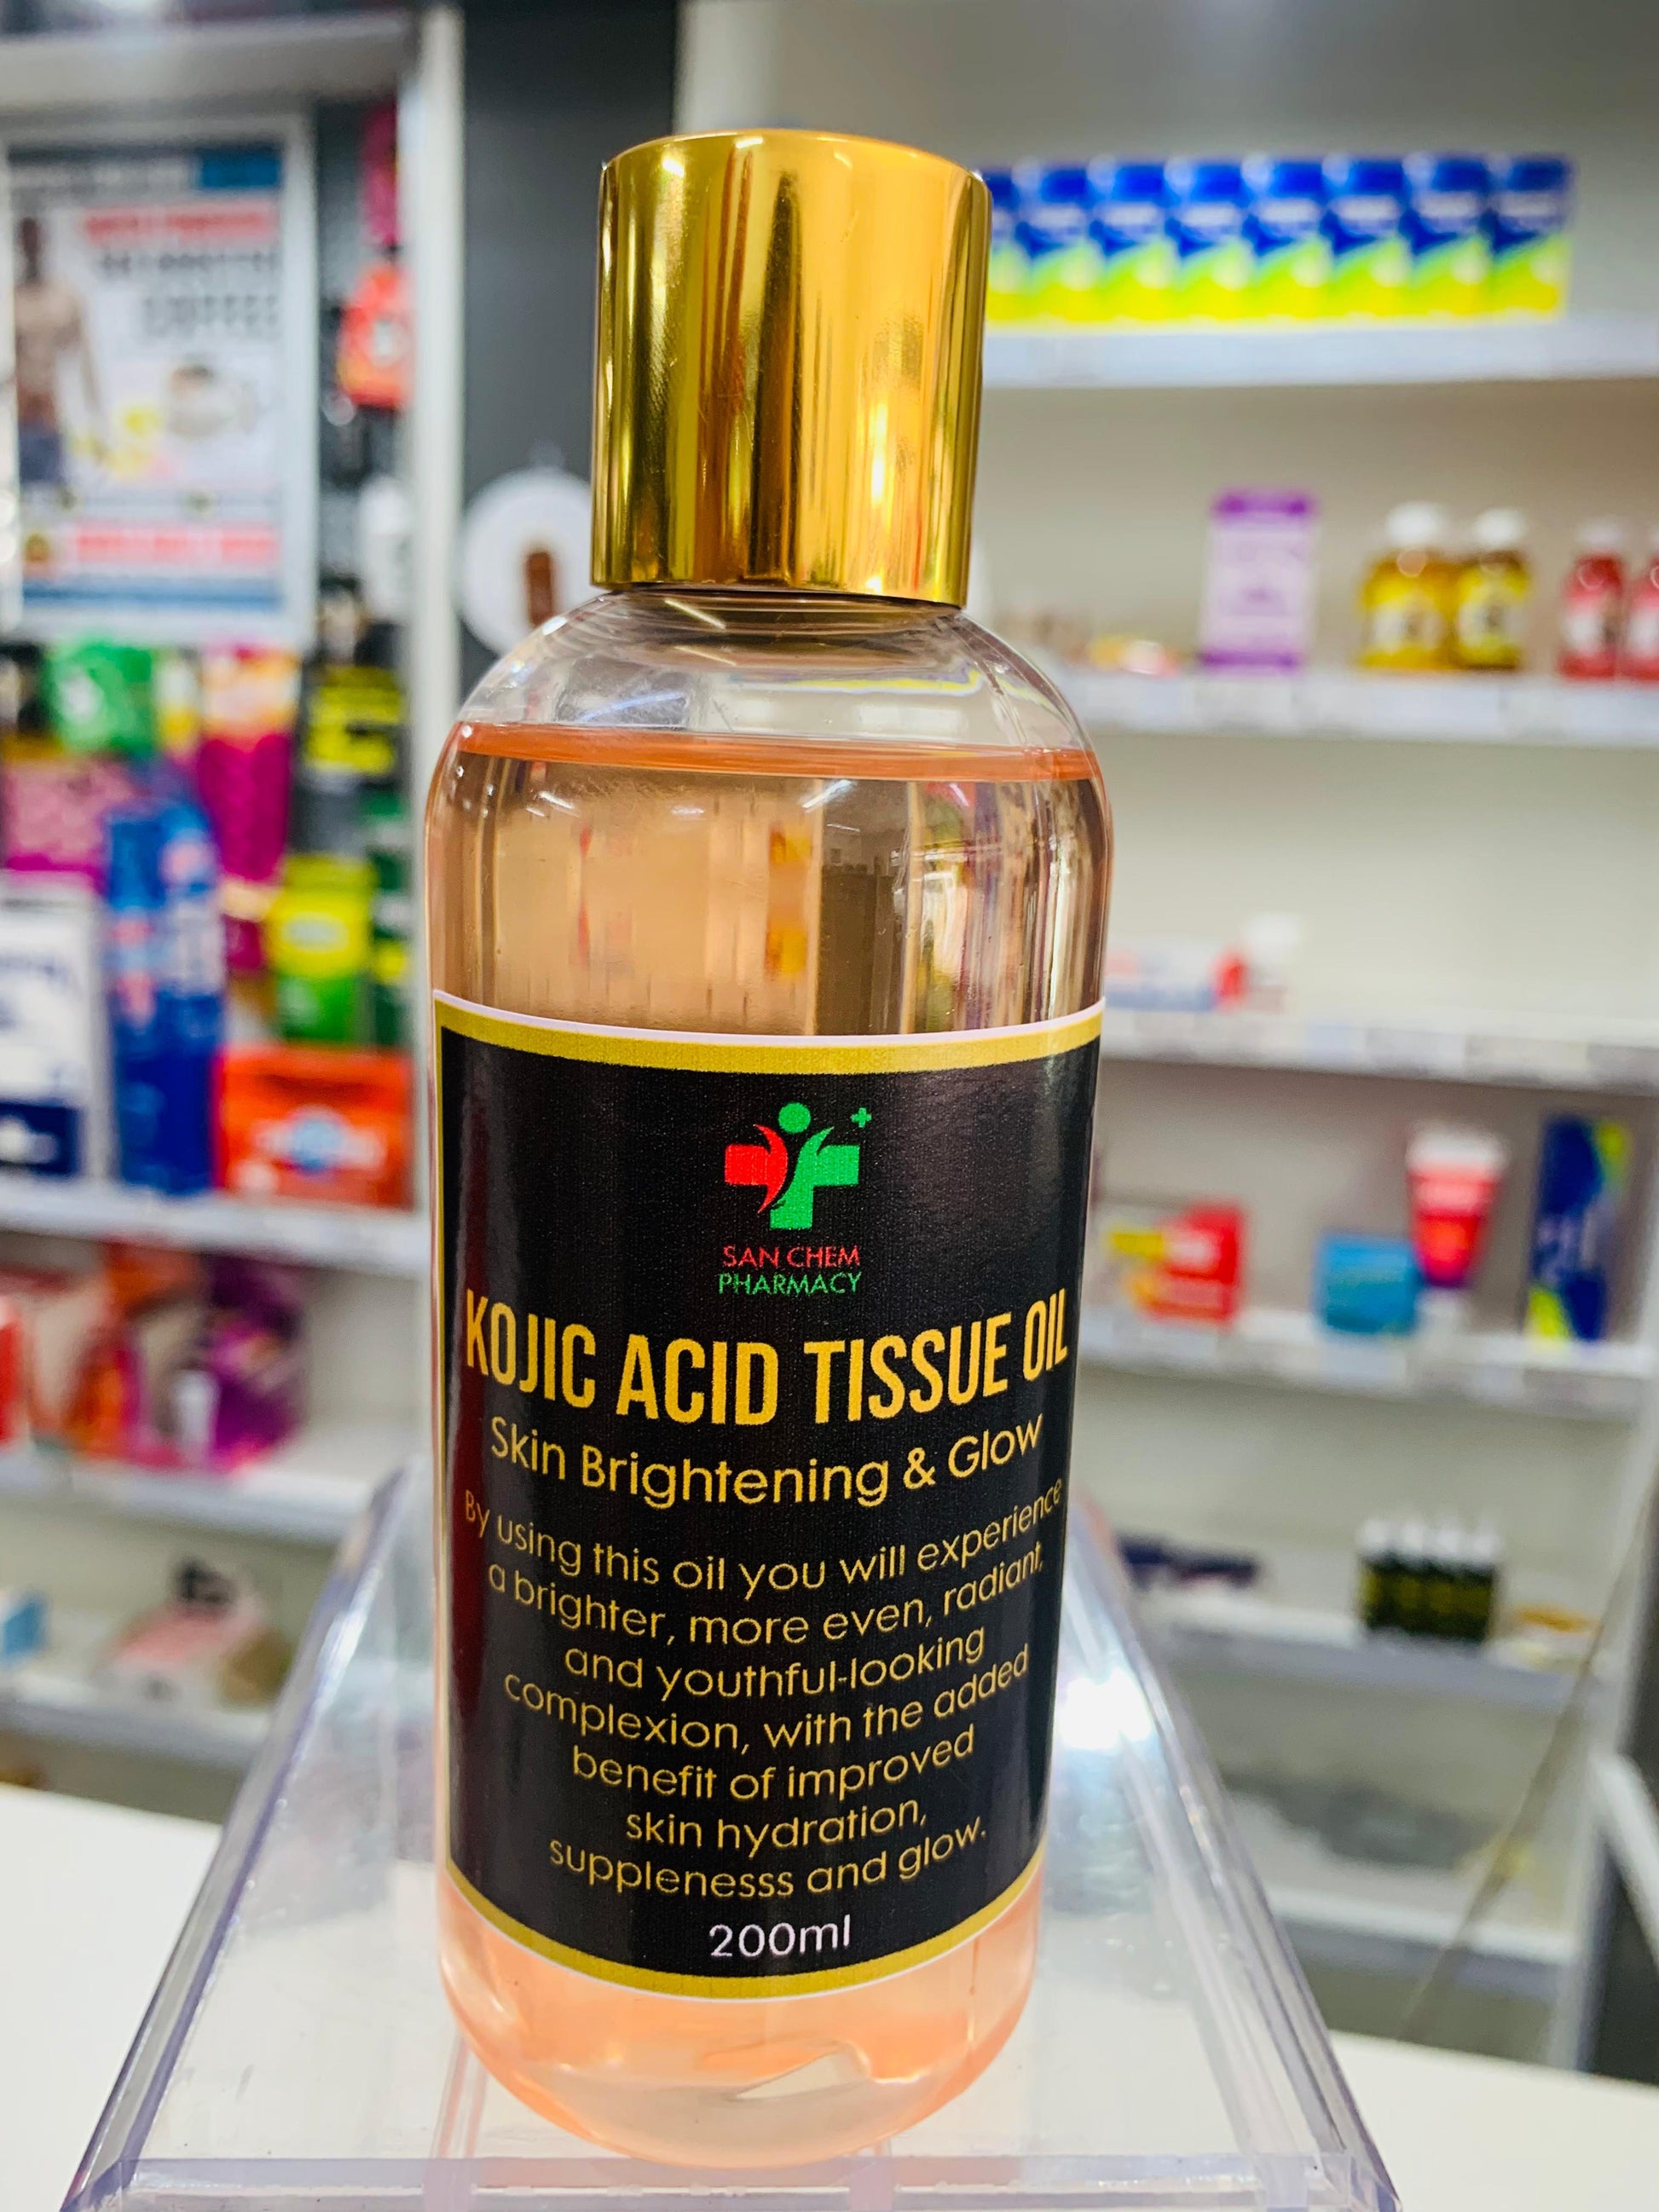 SAN CHEM
PHARMACY
KOJIC ACID TISSUE OIL
Skin Brightening & Glow
By using this oil you will experience
a brighter, more even, radiant,
and youthful-looking
complexion, with the added
benefit of improved
skin hydration,
supplenesss and glow.
200ml